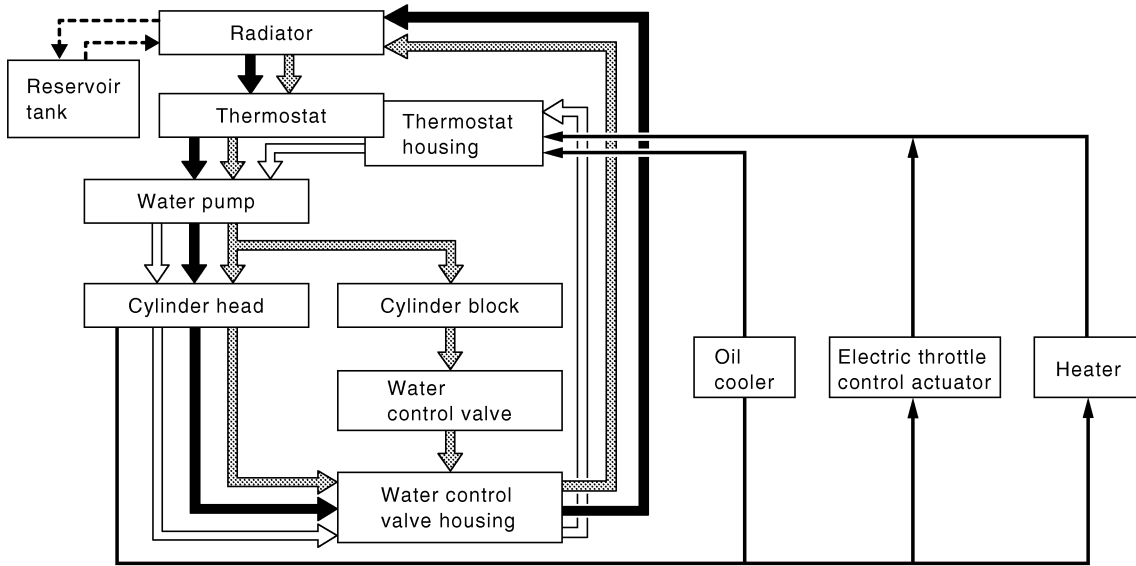 Radiator
Reservoir
tank
Thermostat
Thermostat
housing
Water pump
Cylinder head
Cylinder block
Oil
cooler
Electric throttle
control actuator
Heater
Water
control valve
Water control
valve housing